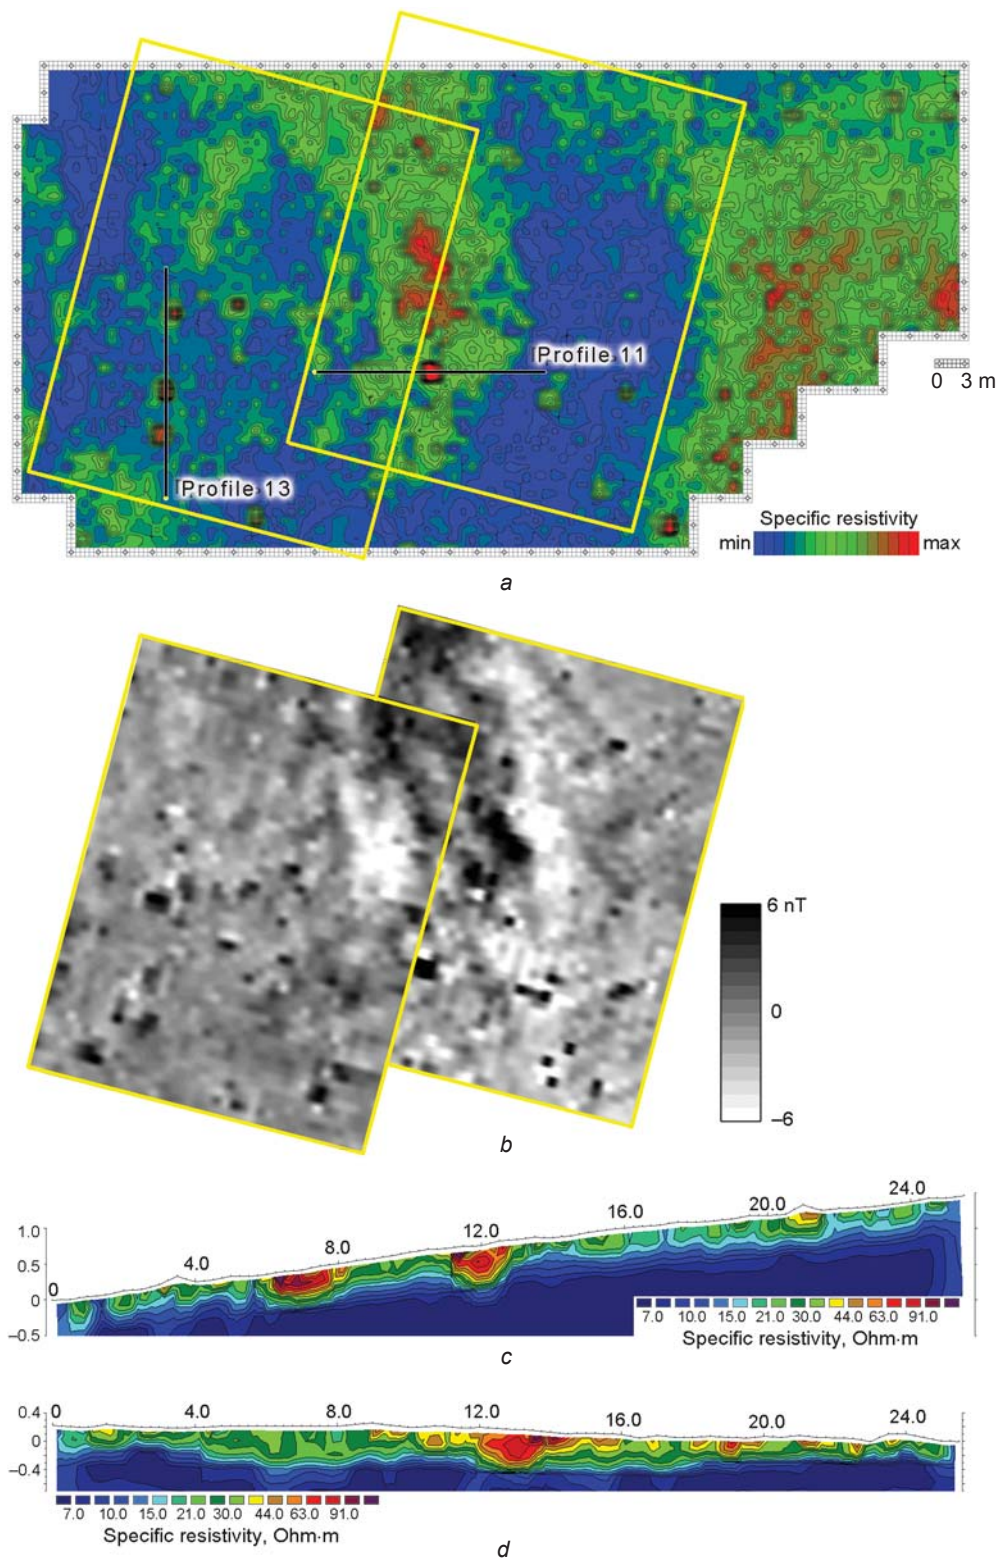 Profile 11
0 3 m
Profile 13
Specific resistivity
min max
a
6 nT
0
–6
b
24.0
20.0
16.0
12.0
8.0
4.0
0
1.0
0.5
0
–0.5
7.0 10.0 15.0 21.0 30.0 44.0 63.0 91.0
Specific resistivity, Ohm·m
c
0 4.0 8.0 12.0 16.0 20.0 24.0
0.4
0
–0.4
7.0 10.0 15.0 21.0 30.0 44.0 63.0 91.0
Specific resistivity, Ohm·m
d